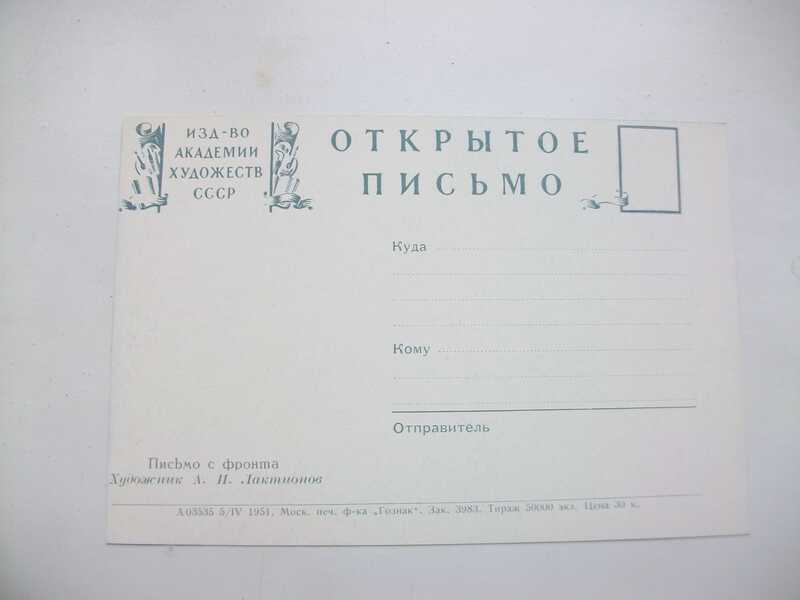 ИЗД-ВО
АКАДЕМИИ
ХУДОЖЕСТВ
СССР
ОТКРЫТОЕ
ПИСЬМО
Куда
Кому
Отправитель
Письмо с фронта
Художник А. И. Лактионов
А03535 5/IV 1951. Моск. печ. ф-ка „Гознак“. Зак. 3983. Тираж 50000 экз. Цена 30 к.